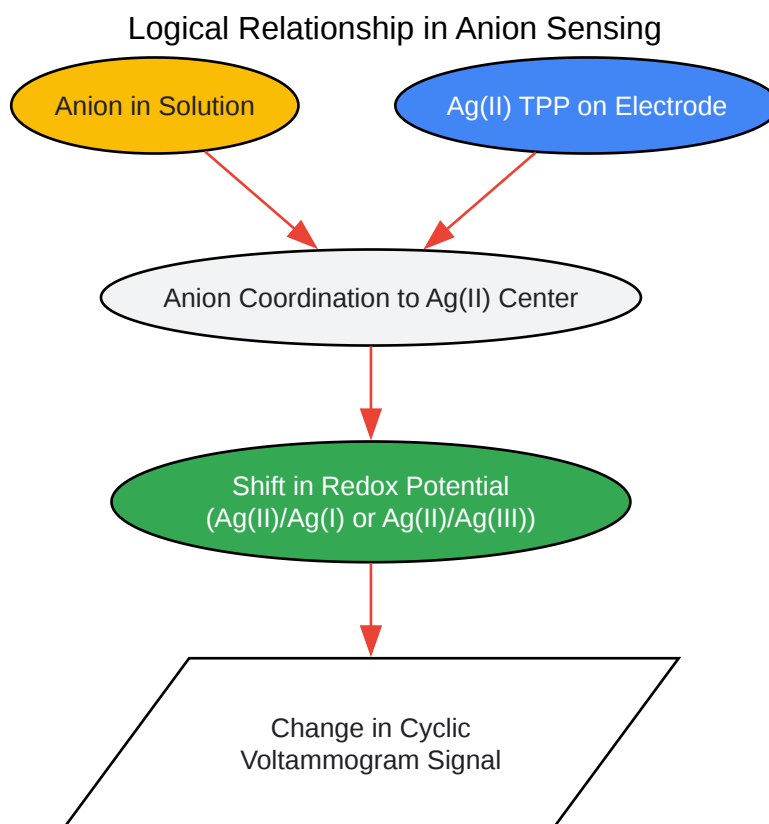 Logical Relationship in Anion Sensing
Anion in Solution
Ag(II) TPP on Electrode
Anion Coordination to Ag(II) Center
Shift in Redox Potential
(Ag(II)/Ag(I) or Ag(II)/Ag(III))
Change in Cyclic
Voltammogram Signal